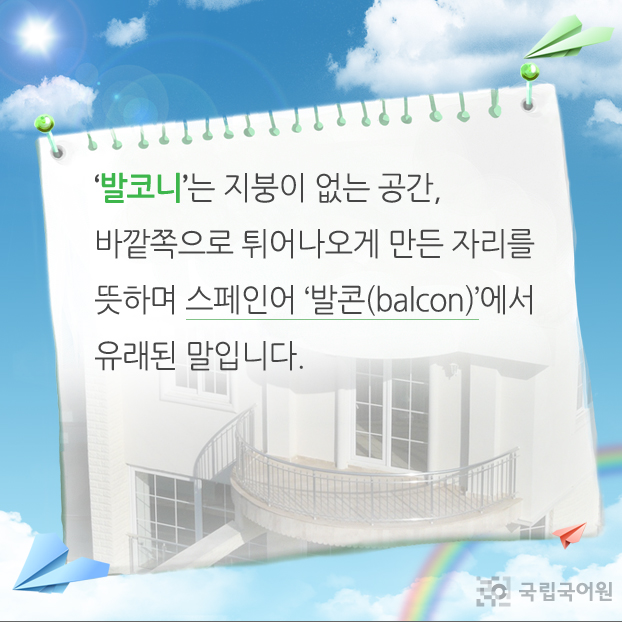 ‘발코니’는 지붕이 없는 공간,
바깥쪽으로 튀어나오게 만든 자리를
뜻하며 스페인어 ‘발콘(balcon)’에서
유래된 말입니다.
국립국어원